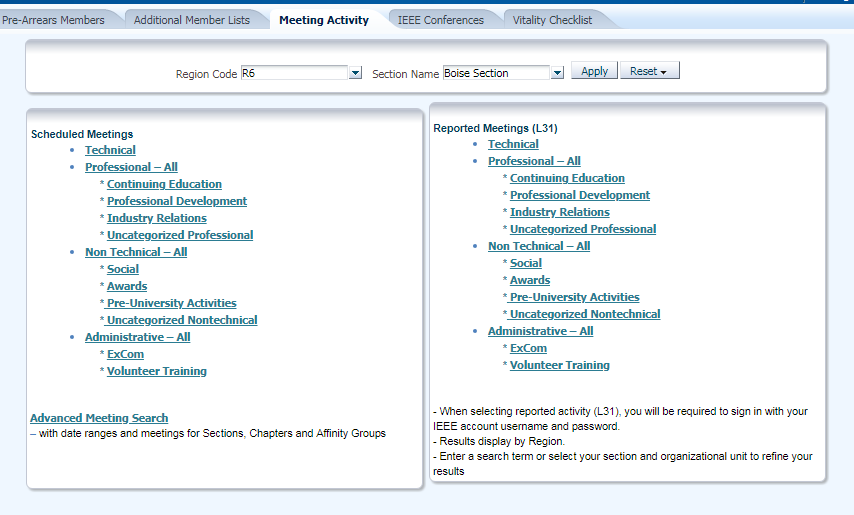 Pre-Arrears Members Additional Member Lists Meeting Activity IEEE Conferences Vitality Checklist
Region Code R6 Section Name Boise Section Apply Reset
Scheduled Meetings
• Technical
• Professional – All
* Continuing Education
* Professional Development
* Industry Relations
* Uncategorized Professional
• Non Technical – All
* Social
* Awards
* Pre-University Activities
* Uncategorized Nontechnical
• Administrative – All
* ExCom
* Volunteer Training
Advanced Meeting Search
– with date ranges and meetings for Sections, Chapters and Affinity Groups
Reported Meetings (L31)
• Technical
• Professional – All
* Continuing Education
* Professional Development
* Industry Relations
* Uncategorized Professional
• Non Technical – All
* Social
* Awards
* Pre-University Activities
* Uncategorized Nontechnical
• Administrative – All
* ExCom
* Volunteer Training
- When selecting reported activity (L31), you will be required to sign in with your
IEEE account username and password.
- Results display by Region.
- Enter a search term or select your section and organizational unit to refine your
results